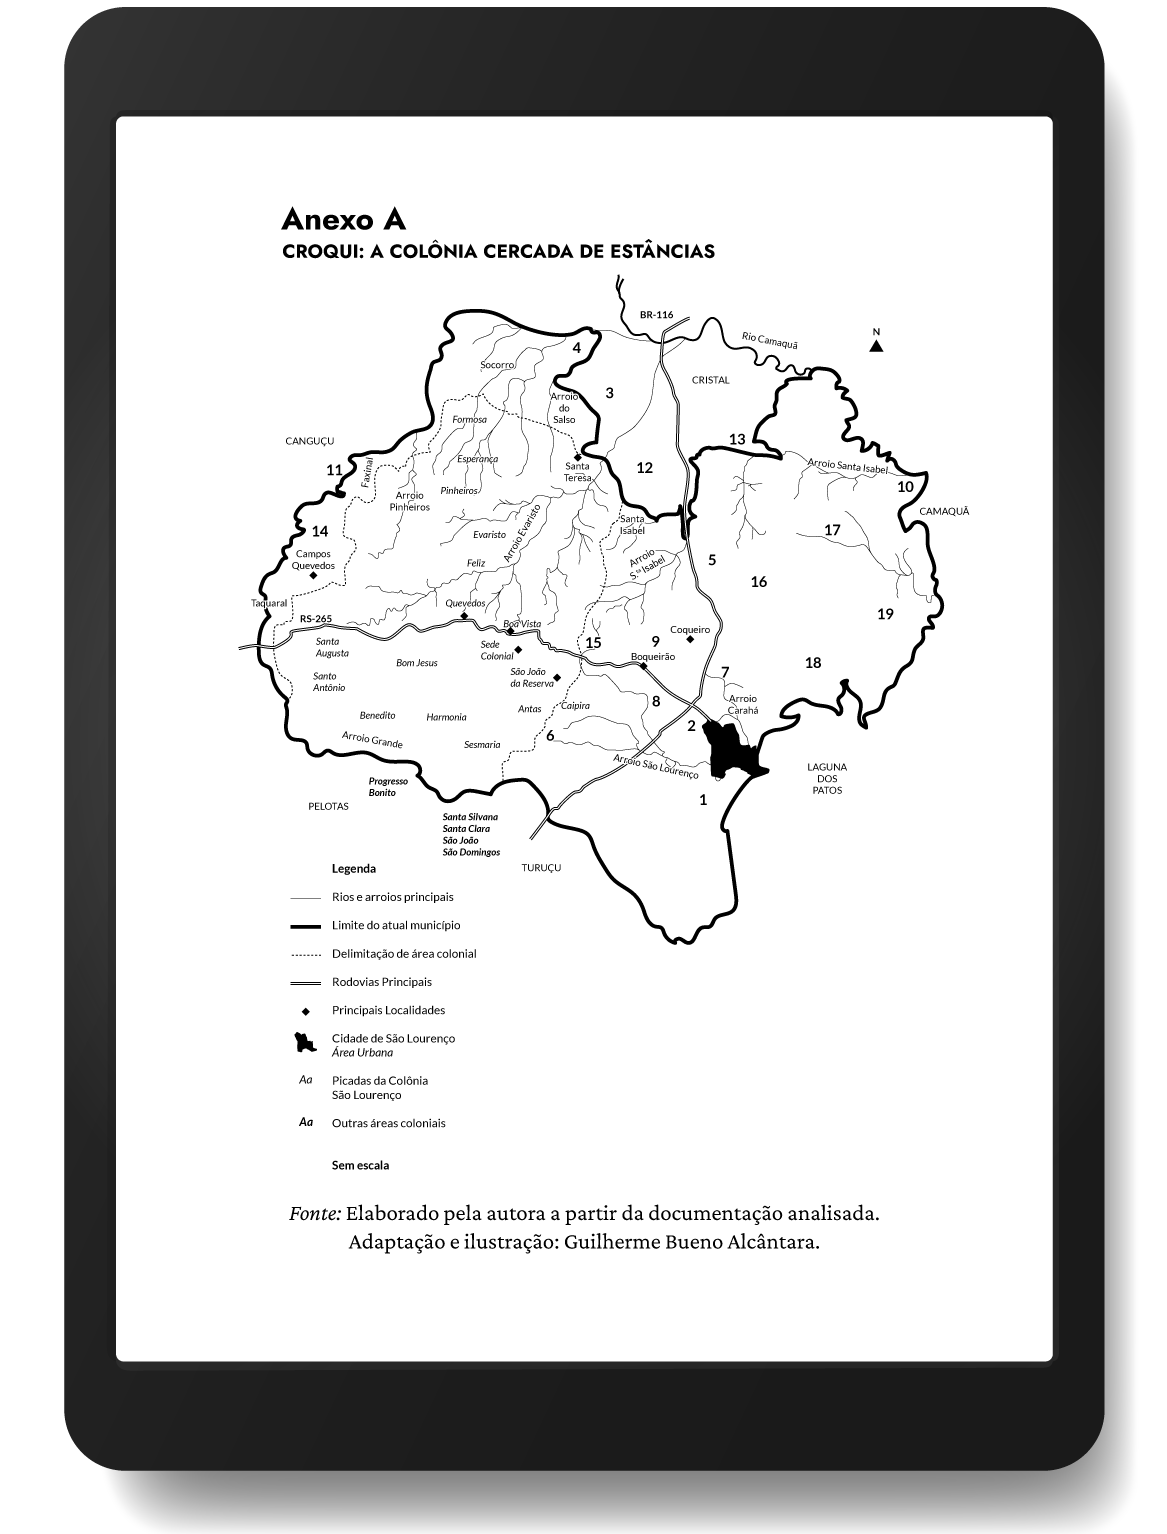 Anexo A
CROQUI: A COLÔNIA CERCADA DE ESTÂNCIAS
BR-116
N
Rio Camaquã
4
Socorro
CRISTAL
3
Arroio
do
Salso
Formosa
CANGUÇU
13
Esperança
11
Faxinal
Santa
Teresa
12
Arroio Santa Isabel
10
Pinheiros
Arroio
Pinheiros
CAMAQUÃ
14
Santa
Isabel
17
Evaristo
Arroio Evaristo
Campos
Quevedos
Feliz
Arroio
S.ta Isabel
5
16
Taquaral
Quevedos
19
RS-265
Boa Vista
Coqueiro
Santa
Augusta
Sede
Colonial
15
9
Boqueirão
Bom Jesus
18
Santo
Antônio
São João
da Reserva
7
8
Arroio
Carahá
Benedito
Harmonia
Antas
Caipira
2
Arroio Grande
Sesmaria
6
Arroio São Lourenço
LAGUNA
DOS
PATOS
Progresso
Bonito
1
PELOTAS
Santa Silvana
Santa Clara
São João
São Domingos
TURUÇU
Legenda
Rios e arroios principais
Limite do atual município
Delimitação de área colonial
Rodovias Principais
Principais Localidades
Cidade de São Lourenço
Área Urbana
Aa Picadas da Colônia
São Lourenço
Aa Outras áreas coloniais
Sem escala
Fonte: Elaborado pela autora a partir da documentação analisada.
Adaptação e ilustração: Guilherme Bueno Alcântara.